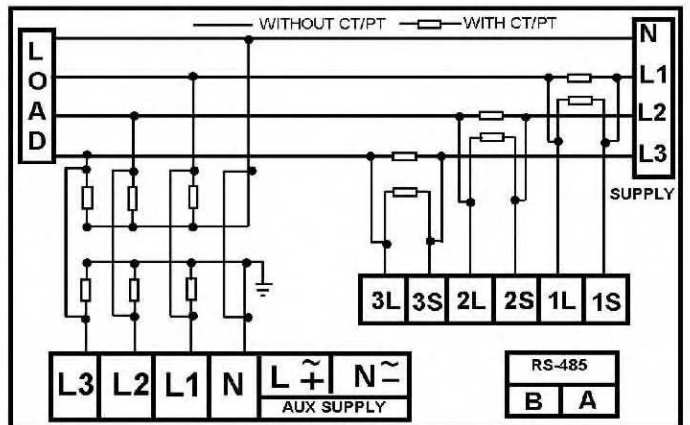 WITHOUT CT/PT WITH CT/PT
LOAD
N
L1
L2
L3
SUPPLY
3L 3S 2L 2S 1L 1S
L3 L2 L1 N L ~+ N ~-
AUX SUPPLY
RS-485
B A